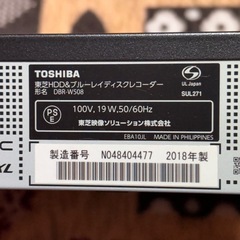 TOSHIBA
東芝HDD&ブルーレイディスクレコーダー
形名 DBR-W508
UL Japan
SUL271
PS
E
100V, 19W, 50/60Hz
EBA10JL MADE IN PHILIPPINES
東芝映像ソリューション株式会社
製造番号 N048404477 2018年製